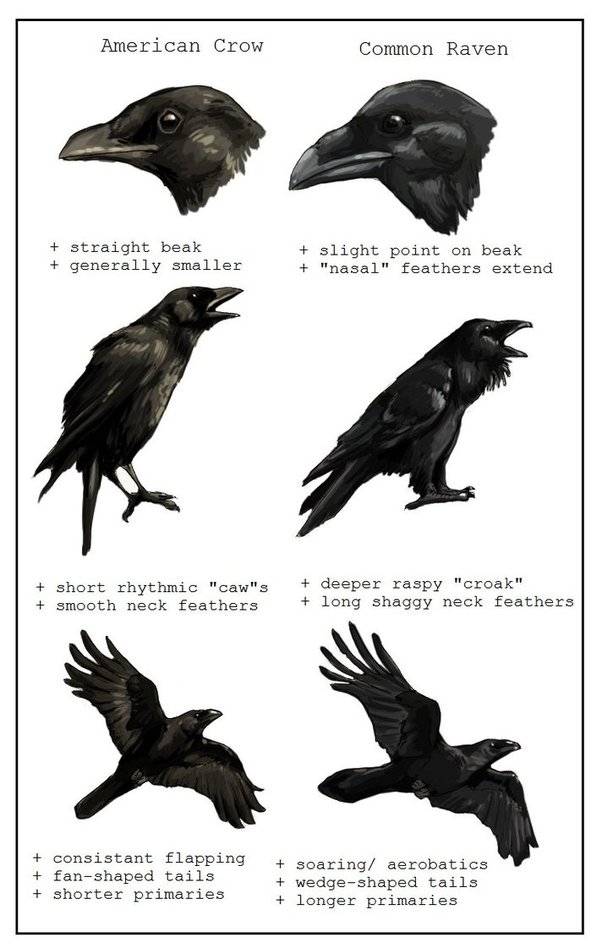 American Crow
Common Raven
+ straight beak
+ generally smaller
+ slight point on beak
+ "nasal" feathers extend
+ short rhythmic "caw"s
+ smooth neck feathers
+ deeper raspy "croak"
+ long shaggy neck feathers
+ consistant flapping
+ fan-shaped tails
+ shorter primaries
+ soaring/ aerobatics
+ wedge-shaped tails
+ longer primaries